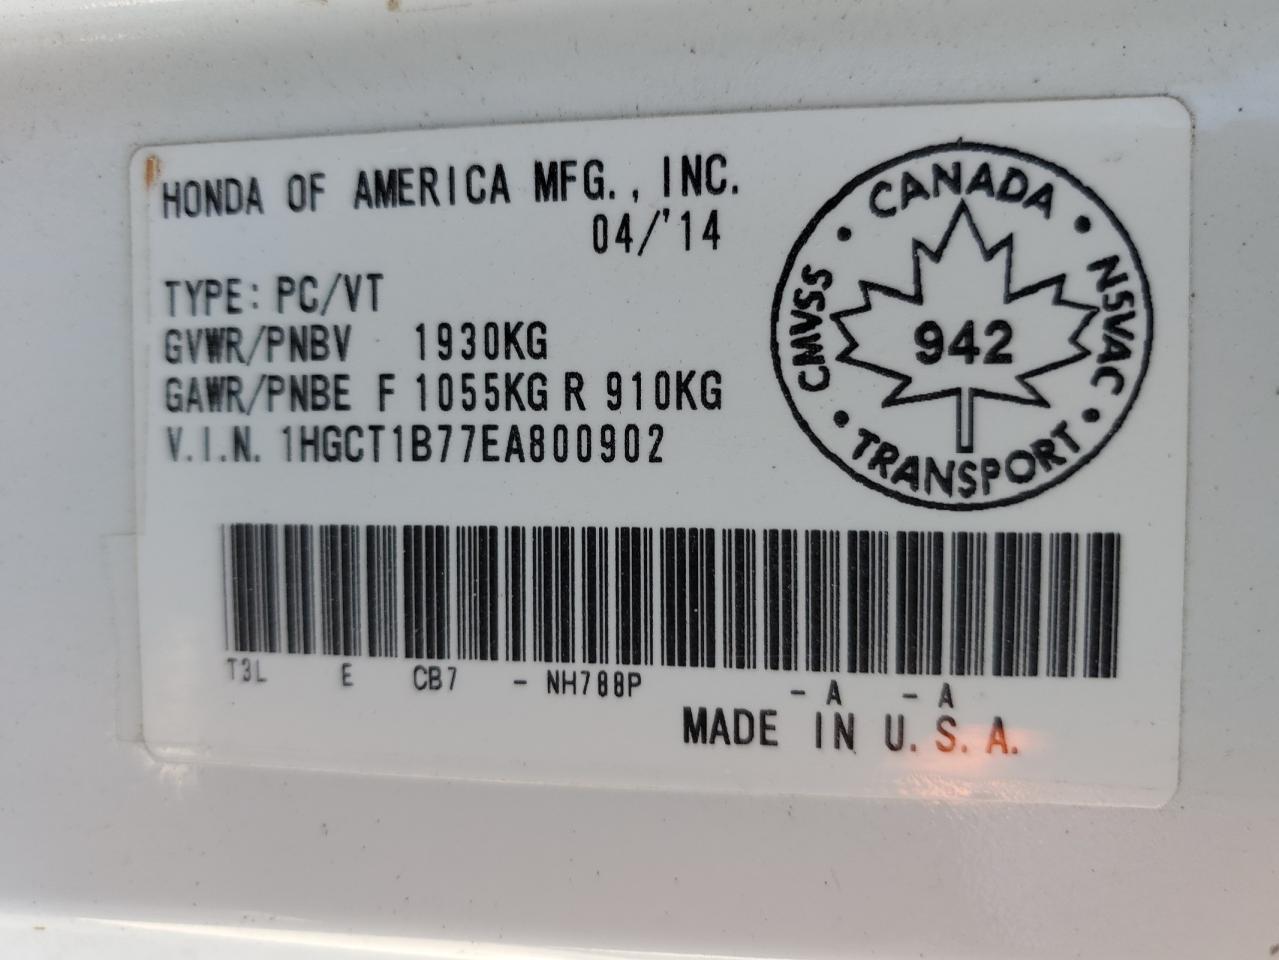 HONDA OF AMERICA MFG., INC.
04/'14
TYPE: PC/VT
GVWR/PNBV 1930KG
GAWR/PNBE F 1055KG R 910KG
V.I.N. 1HGCT1B77EA800902
CANADA
CMVSS • • NSVAC
942
• TRANSPORT •
T3L E CB7 - NH788P - A - A
MADE IN U.S.A.